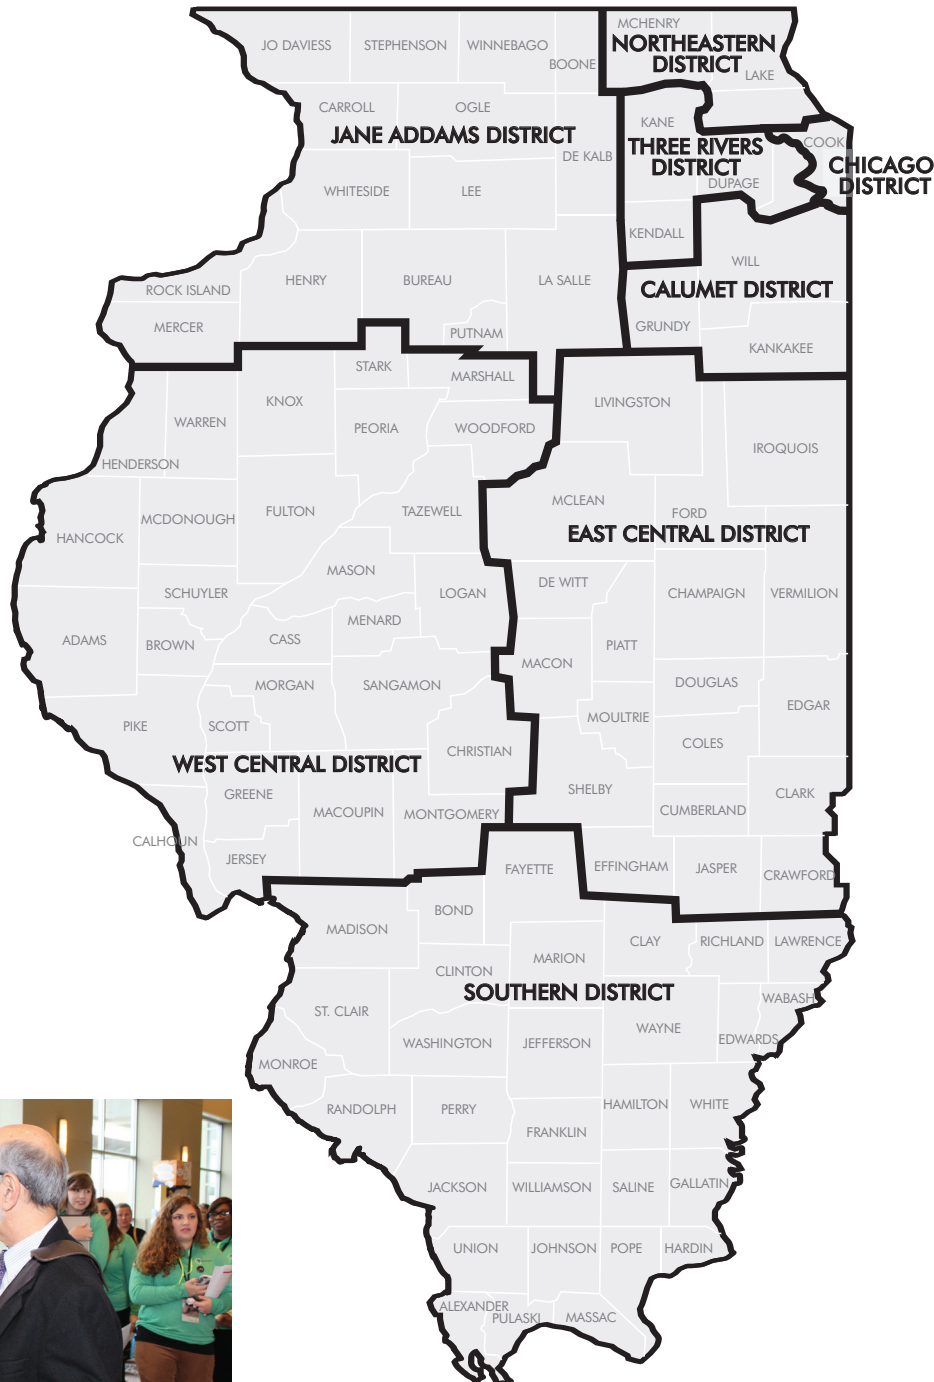 MCHENRY
NORTHEASTERN
DISTRICT
LAKE
JO DAVIESS
STEPHENSON
WINNEBAGO
BOONE
CARROLL
OGLE
JANE ADDAMS DISTRICT
DE KALB
WHITESIDE
LEE
KANE
THREE RIVERS
DISTRICT
DUPAGE
COOK
CHICAGO
DISTRICT
KENDALL
WILL
ROCK ISLAND
HENRY
BUREAU
LA SALLE
CALUMET DISTRICT
MERCER
PUTNAM
GRUNDY
KANKAKEE
STARK
MARSHALL
KNOX
WARREN
PEORIA
WOODFORD
HENDERSON
LIVINGSTON
IROQUOIS
MCDONOUGH
FULTON
TAZEWELL
HANCOCK
MCLEAN
FORD
EAST CENTRAL DISTRICT
MASON
SCHUYLER
LOGAN
DE WITT
CHAMPAIGN
VERMILION
ADAMS
BROWN
CASS
MENARD
PIATT
MACON
MORGAN
SANGAMON
DOUGLAS
EDGAR
PIKE
SCOTT
MOULTRIE
COLES
CHRISTIAN
WEST CENTRAL DISTRICT
GREENE
MACOUPIN
MONTGOMERY
SHELBY
CUMBERLAND
CLARK
CALHOUN
JERSEY
FAYETTE
EFFINGHAM
JASPER
CRAWFORD
MADISON
BOND
CLAY
RICHLAND
LAWRENCE
MARION
CLINTON
SOUTHERN DISTRICT
WABASH
ST. CLAIR
WAYNE
EDWARDS
WASHINGTON
JEFFERSON
MONROE
RANDOLPH
PERRY
HAMILTON
WHITE
FRANKLIN
JACKSON
WILLIAMSON
SALINE
GALLATIN
UNION
JOHNSON
POPE
HARDIN
ALEXANDER
PULASKI
MASSAC